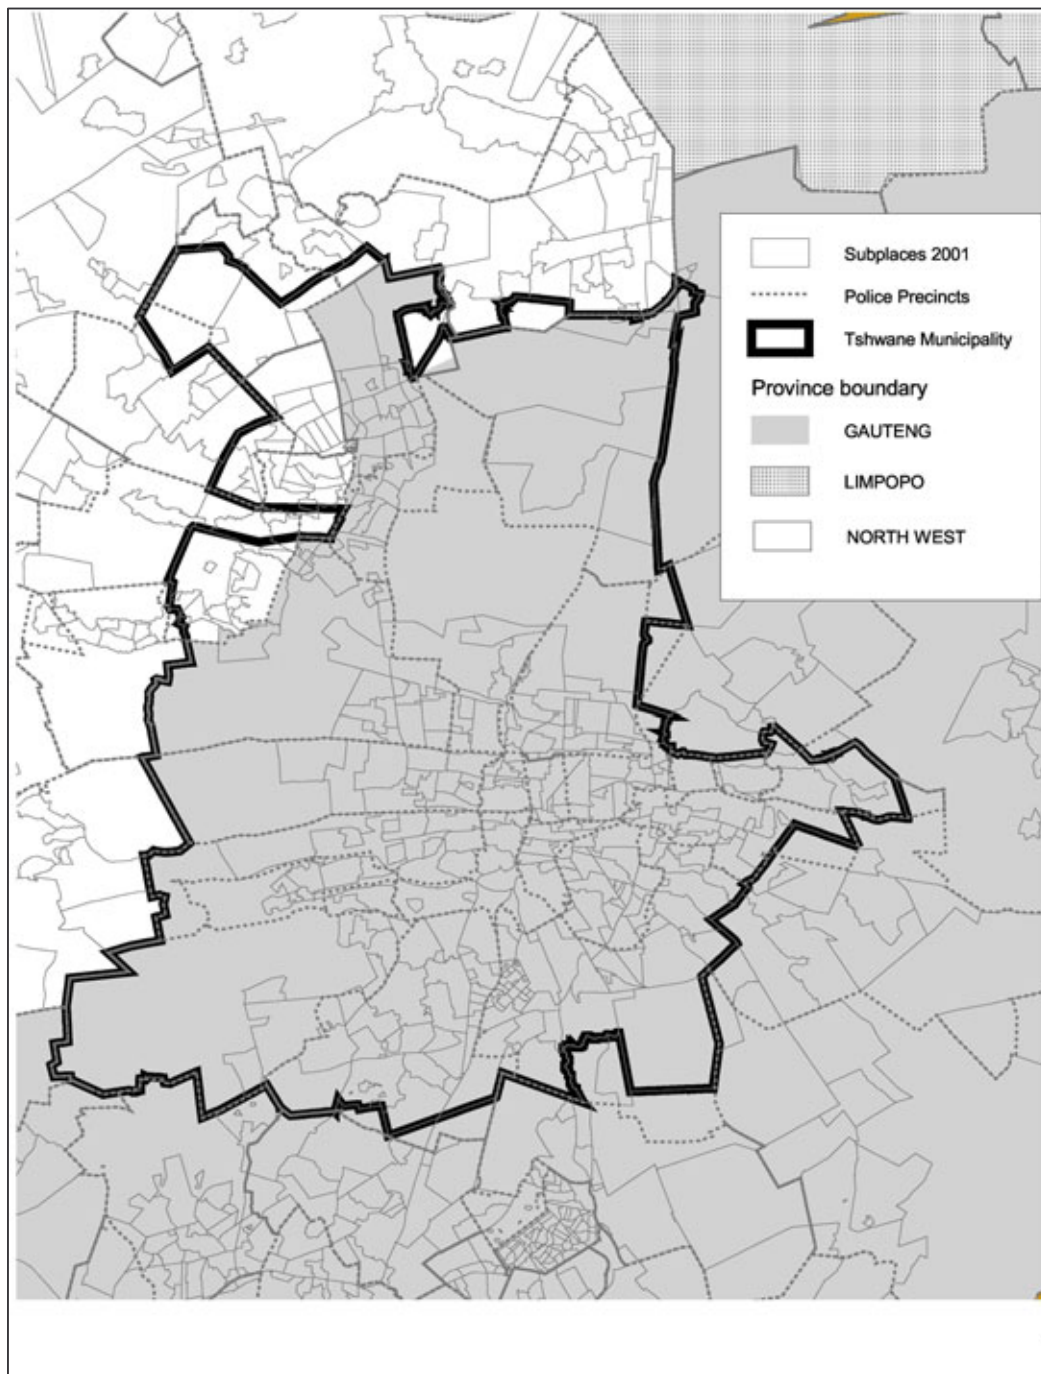 Subplaces 2001
Police Precincts
Tshwane Municipality
Province boundary
GAUTENG
LIMPOPO
NORTH WEST